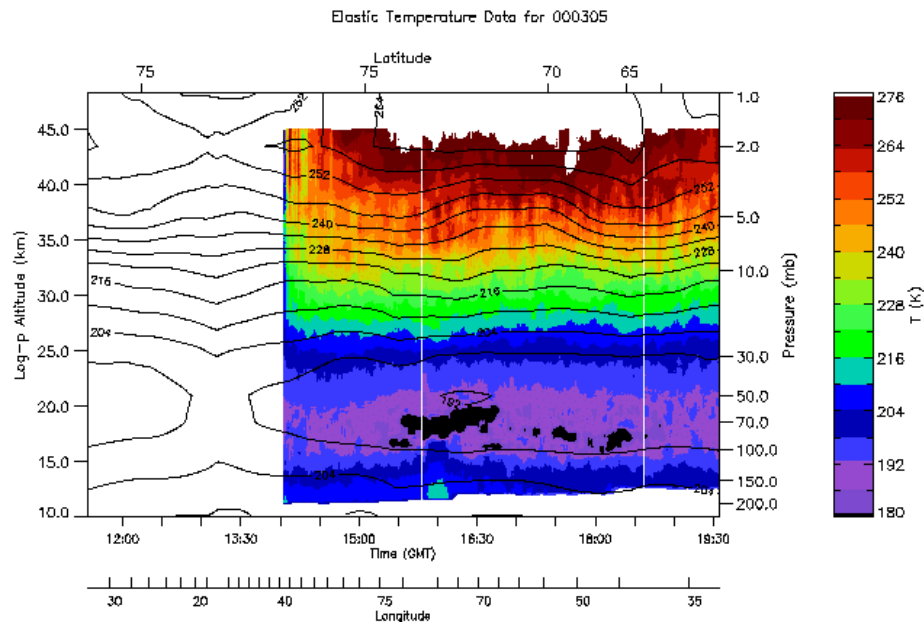 Elastic Temperature Data for 000305
Latitude
75 75 70 65
252 264 1.0 276
45.0 2.0 264
252 252
40.0 252
240 5.0 240
35.0 240
228 228 10.0
216 216 228
30.0
204 204 216
25.0 30.0 204
192 50.0
20.0 70.0 192
100.0
15.0 150.0
204 204 180
10.0 200.0
Log-p Altitude (km)
Pressure (mb)
T (K)
12:00 13:30 15:00 16:30 18:00 19:30
Time (GMT)
30 20 40 75 70 50 35
Longitude